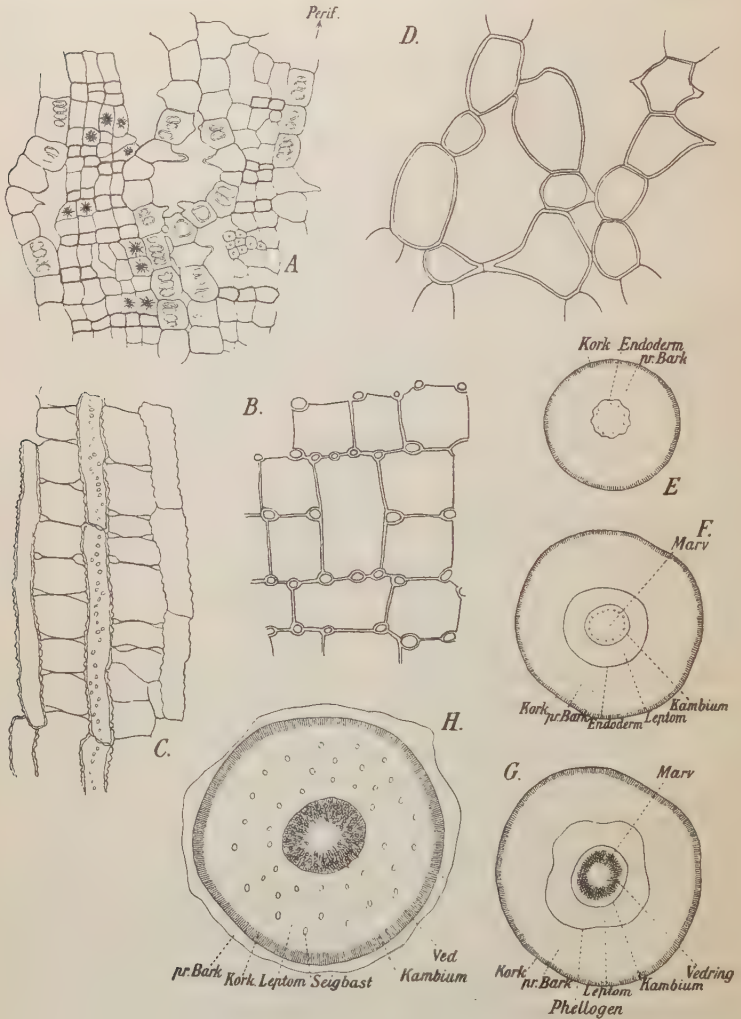 Perif.
D.
A
Kork Endoderm
pr. Bark
E
B.
C.
F.
Marv
Kork
pr. Bark
Endoderm
Leptom
Kambium
H.
pr. Bark
Kork
Leptom
Seigbast
Kambium
Ved
G.
Marv
Kork
pr. Bark
Leptom
Kambium
Vedring
Phellogen